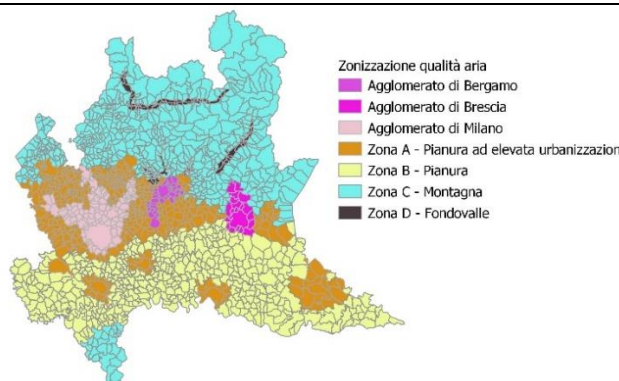 Zonizzazione qualità aria
Agglomerato di Bergamo
Agglomerato di Brescia
Agglomerato di Milano
Zona A - Pianura ad elevata urbanizzazion
Zona B - Pianura
Zona C - Montagna
Zona D - Fondovalle